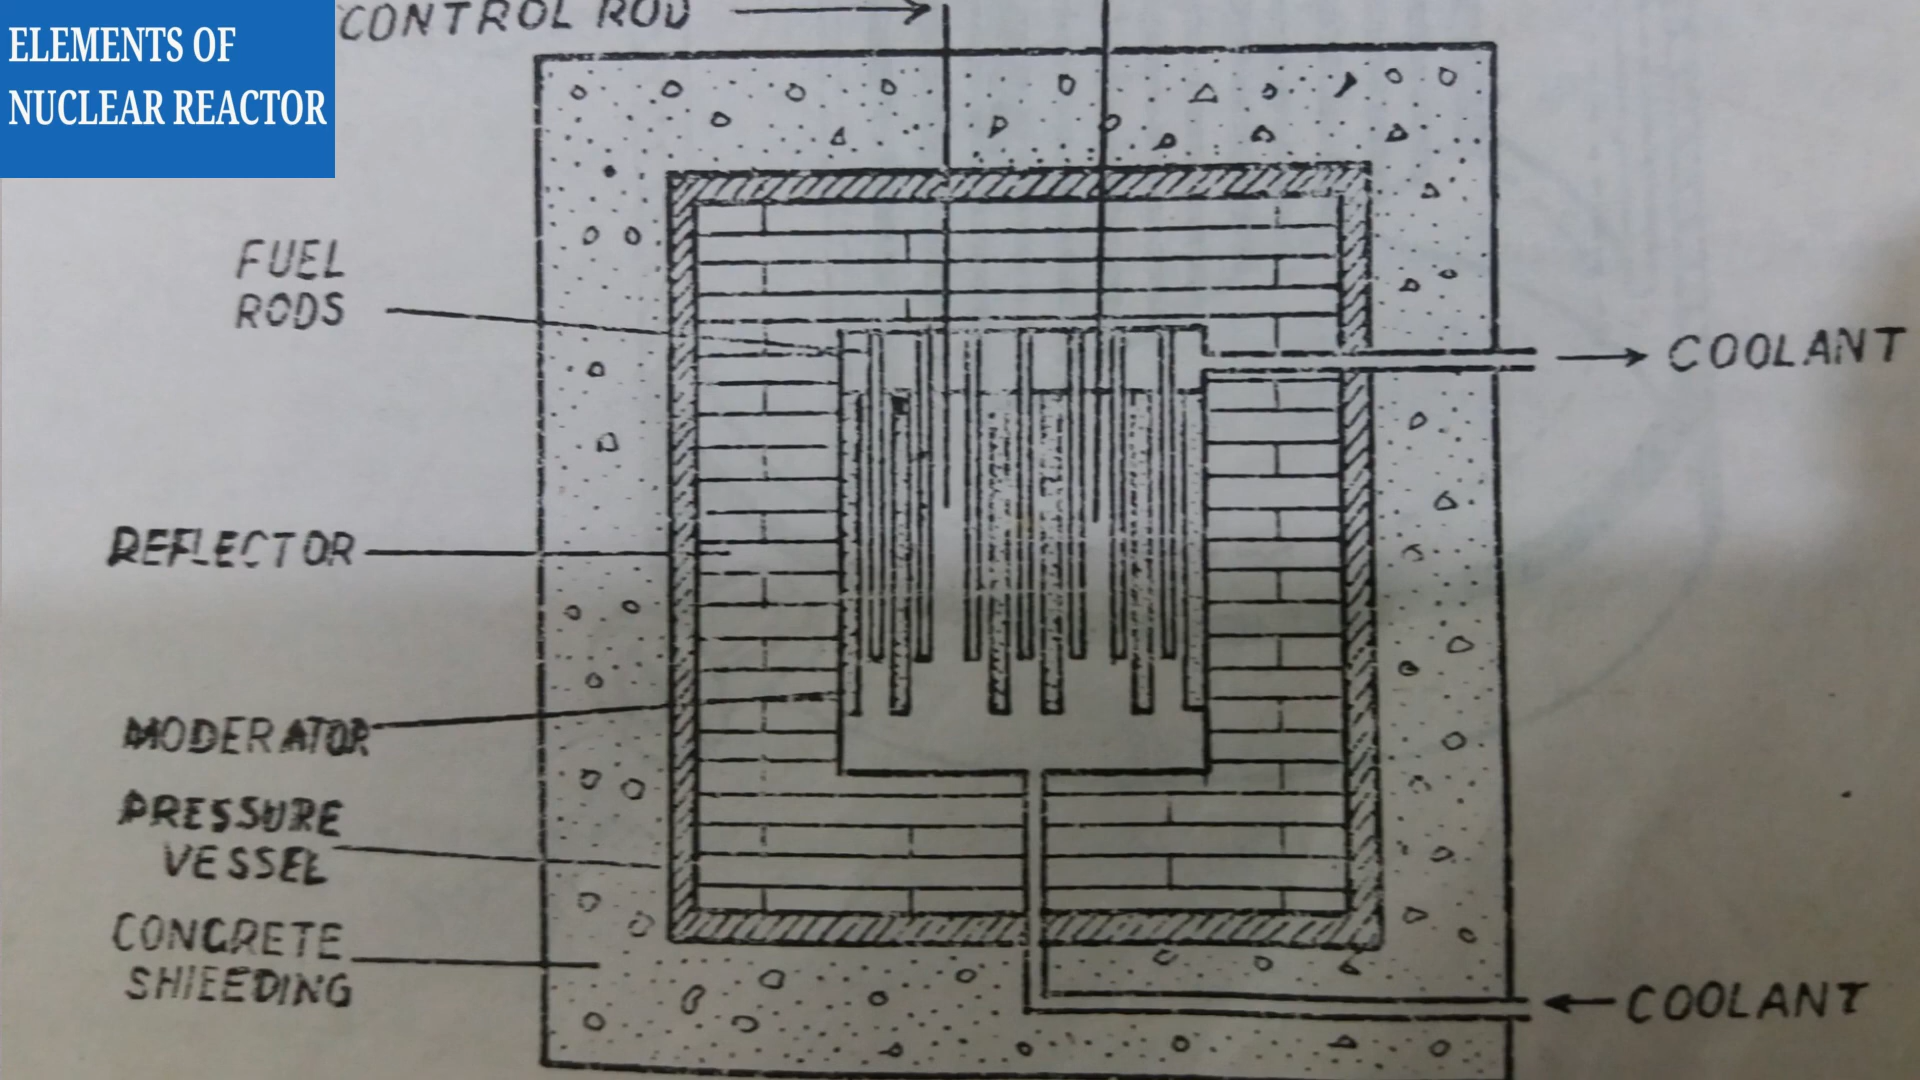 ELEMENTS OF
NUCLEAR REACTOR
CONTROL ROD
FUEL
RODS
COOLANT
REFLECTOR
MODERATOR
PRESSURE
VESSEL
CONCRETE
SHIEEDING
COOLANT